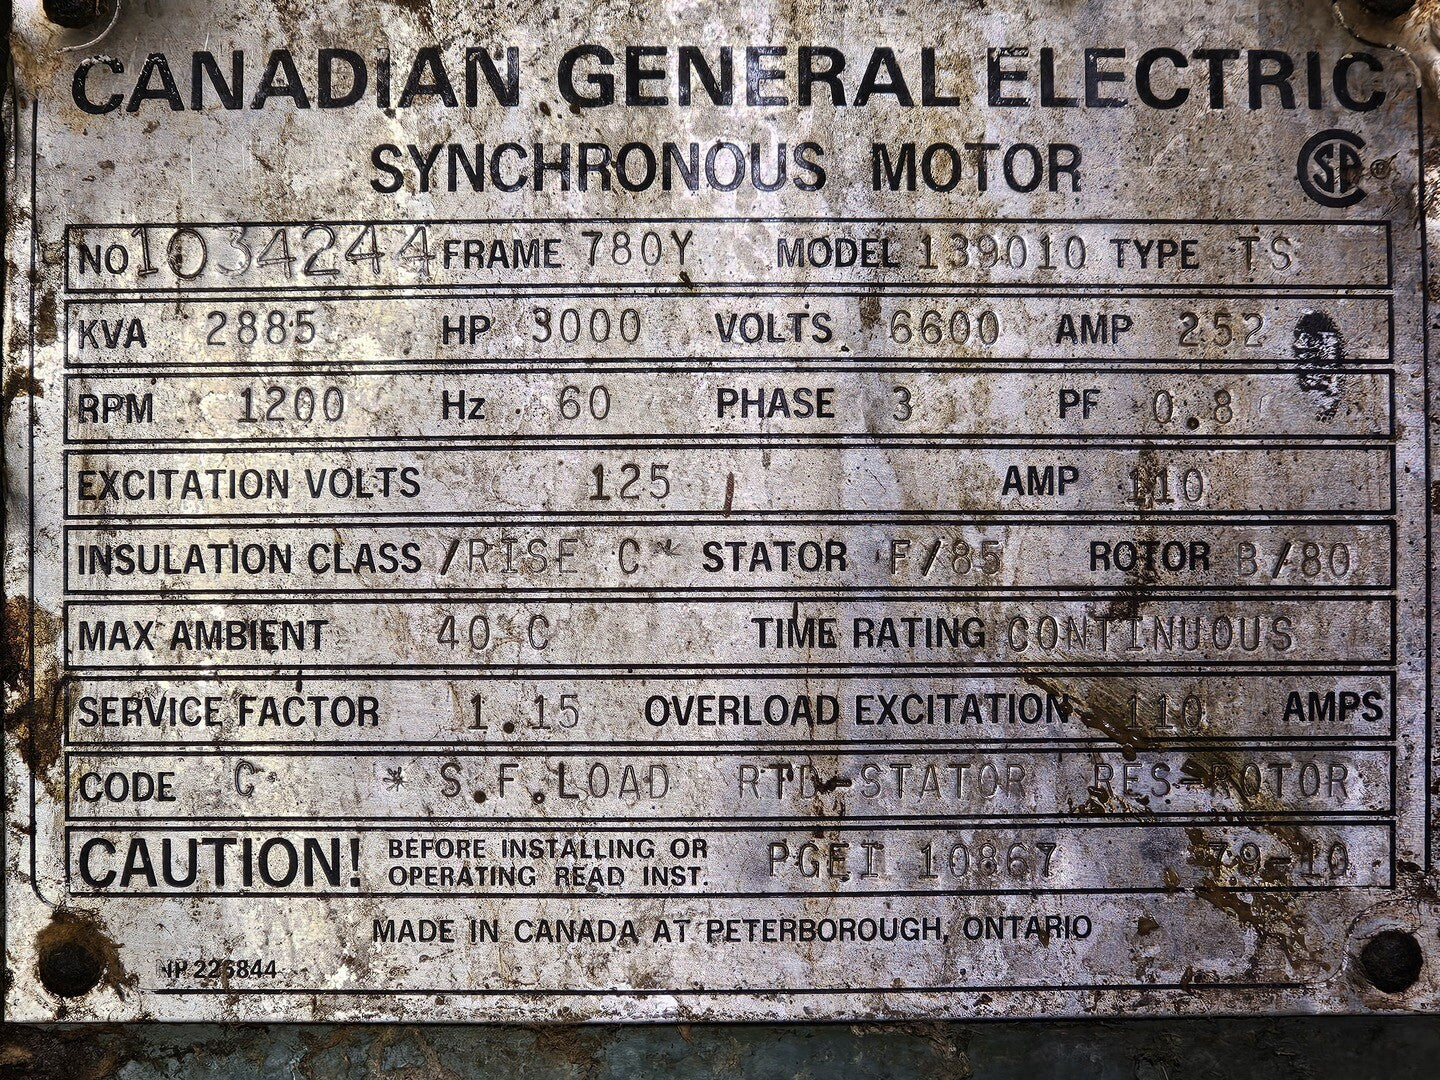 CANADIAN GENERAL ELECTRIC
SYNCHRONOUS MOTOR
CSA ®
NO 1034244 FRAME 780Y MODEL 139010 TYPE TS
KVA 2885 HP 3000 VOLTS 6600 AMP 252
RPM 1200 Hz 60 PHASE 3 PF 0.8
EXCITATION VOLTS 125 AMP 110
INSULATION CLASS /RISE C * STATOR F/85 ROTOR B/80
MAX AMBIENT 40 C TIME RATING CONTINUOUS
SERVICE FACTOR 1.15 OVERLOAD EXCITATION 110 AMPS
CODE C * S.F.LOAD RTD-STATOR RES-ROTOR
CAUTION! BEFORE INSTALLING OR
OPERATING READ INST. PGEI 10867 79-10
MADE IN CANADA AT PETERBOROUGH, ONTARIO